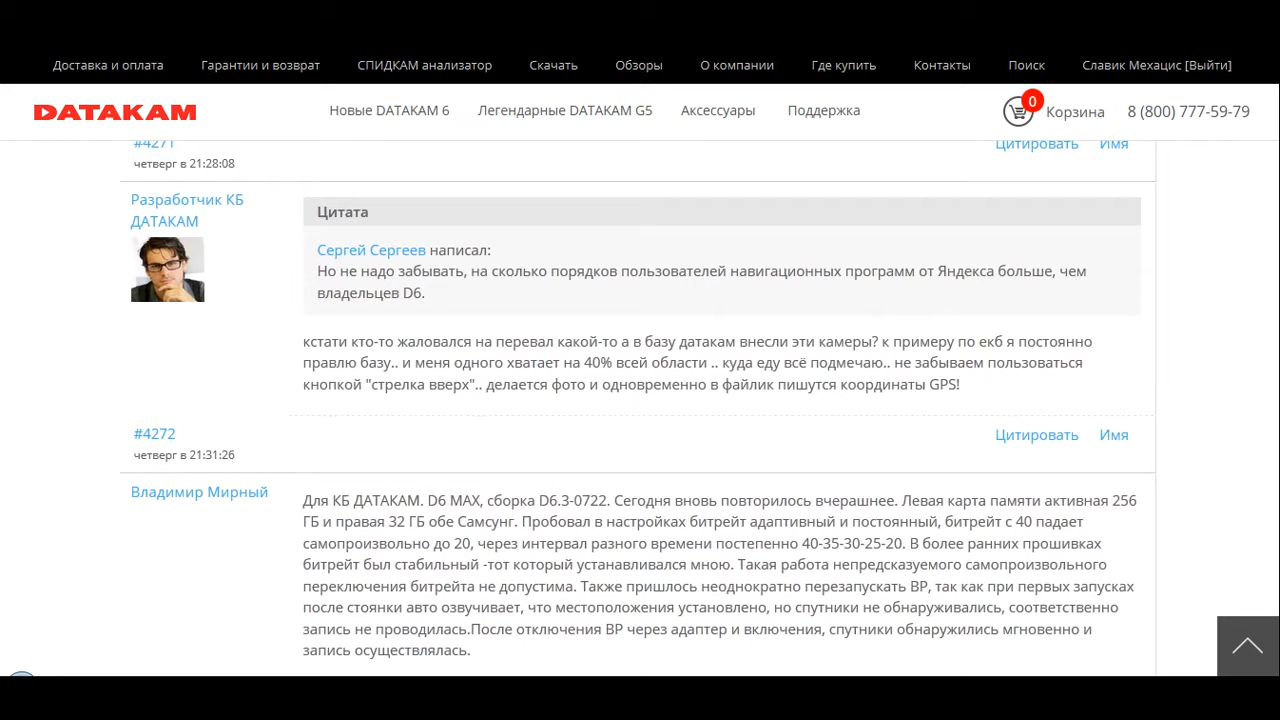 Доставка и оплата Гарантии и возврат СПИДКАМ анализатор Скачать Обзоры О компании Где купить Контакты Поиск Славик Мехацис [Выйти]
DATAKAM Новые DATAKAM 6 Легендарные DATAKAM G5 Аксессуары Поддержка 0 Корзина 8 (800) 777-59-79
#4271 Цитировать Имя
четверг в 21:28:08
Разработчик КБ
ДАТАКАМ
Цитата
Сергей Сергеев написал:
Но не надо забывать, на сколько порядков пользователей навигационных программ от Яндекса больше, чем
владельцев D6.
кстати кто-то жаловался на перевал какой-то а в базу датакам внесли эти камеры? к примеру по екб я постоянно
правлю базу.. и меня одного хватает на 40% всей области .. куда еду всё подмечаю.. не забываем пользоваться
кнопкой "стрелка вверх".. делается фото и одновременно в файлик пишутся координаты GPS!
#4272 Цитировать Имя
четверг в 21:31:26
Владимир Мирный
Для КБ ДАТАКАМ. D6 MAX, сборка D6.3-0722. Сегодня вновь повторилось вчерашнее. Левая карта памяти активная 256
ГБ и правая 32 ГБ обе Самсунг. Пробовал в настройках битрейт адаптивный и постоянный, битрейт с 40 падает
самопроизвольно до 20, через интервал разного времени постепенно 40-35-30-25-20. В более ранних прошивках
битрейт был стабильный -тот который устанавливался мною. Такая работа непредсказуемого самопроизвольного
переключения битрейта не допустима. Также пришлось неоднократно перезапускать ВР, так как при первых запусках
после стоянки авто озвучивает, что местоположения установлено, но спутники не обнаруживались, соответственно
запись не проводилась.После отключения ВР через адаптер и включения, спутники обнаружились мгновенно и
запись осуществлялась.